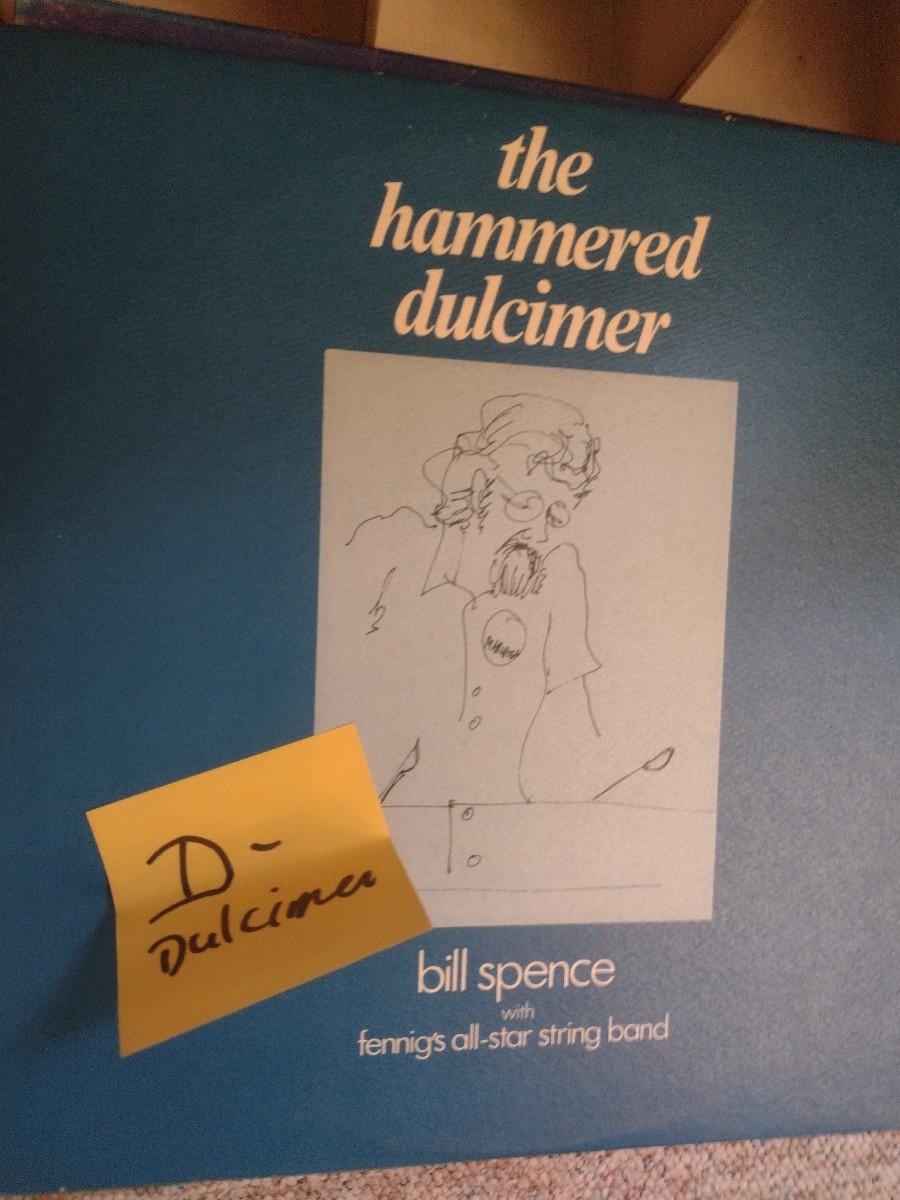 the
hammered
dulcimer
D-
Dulcimer
bill spence
with
fennig's all-star string band